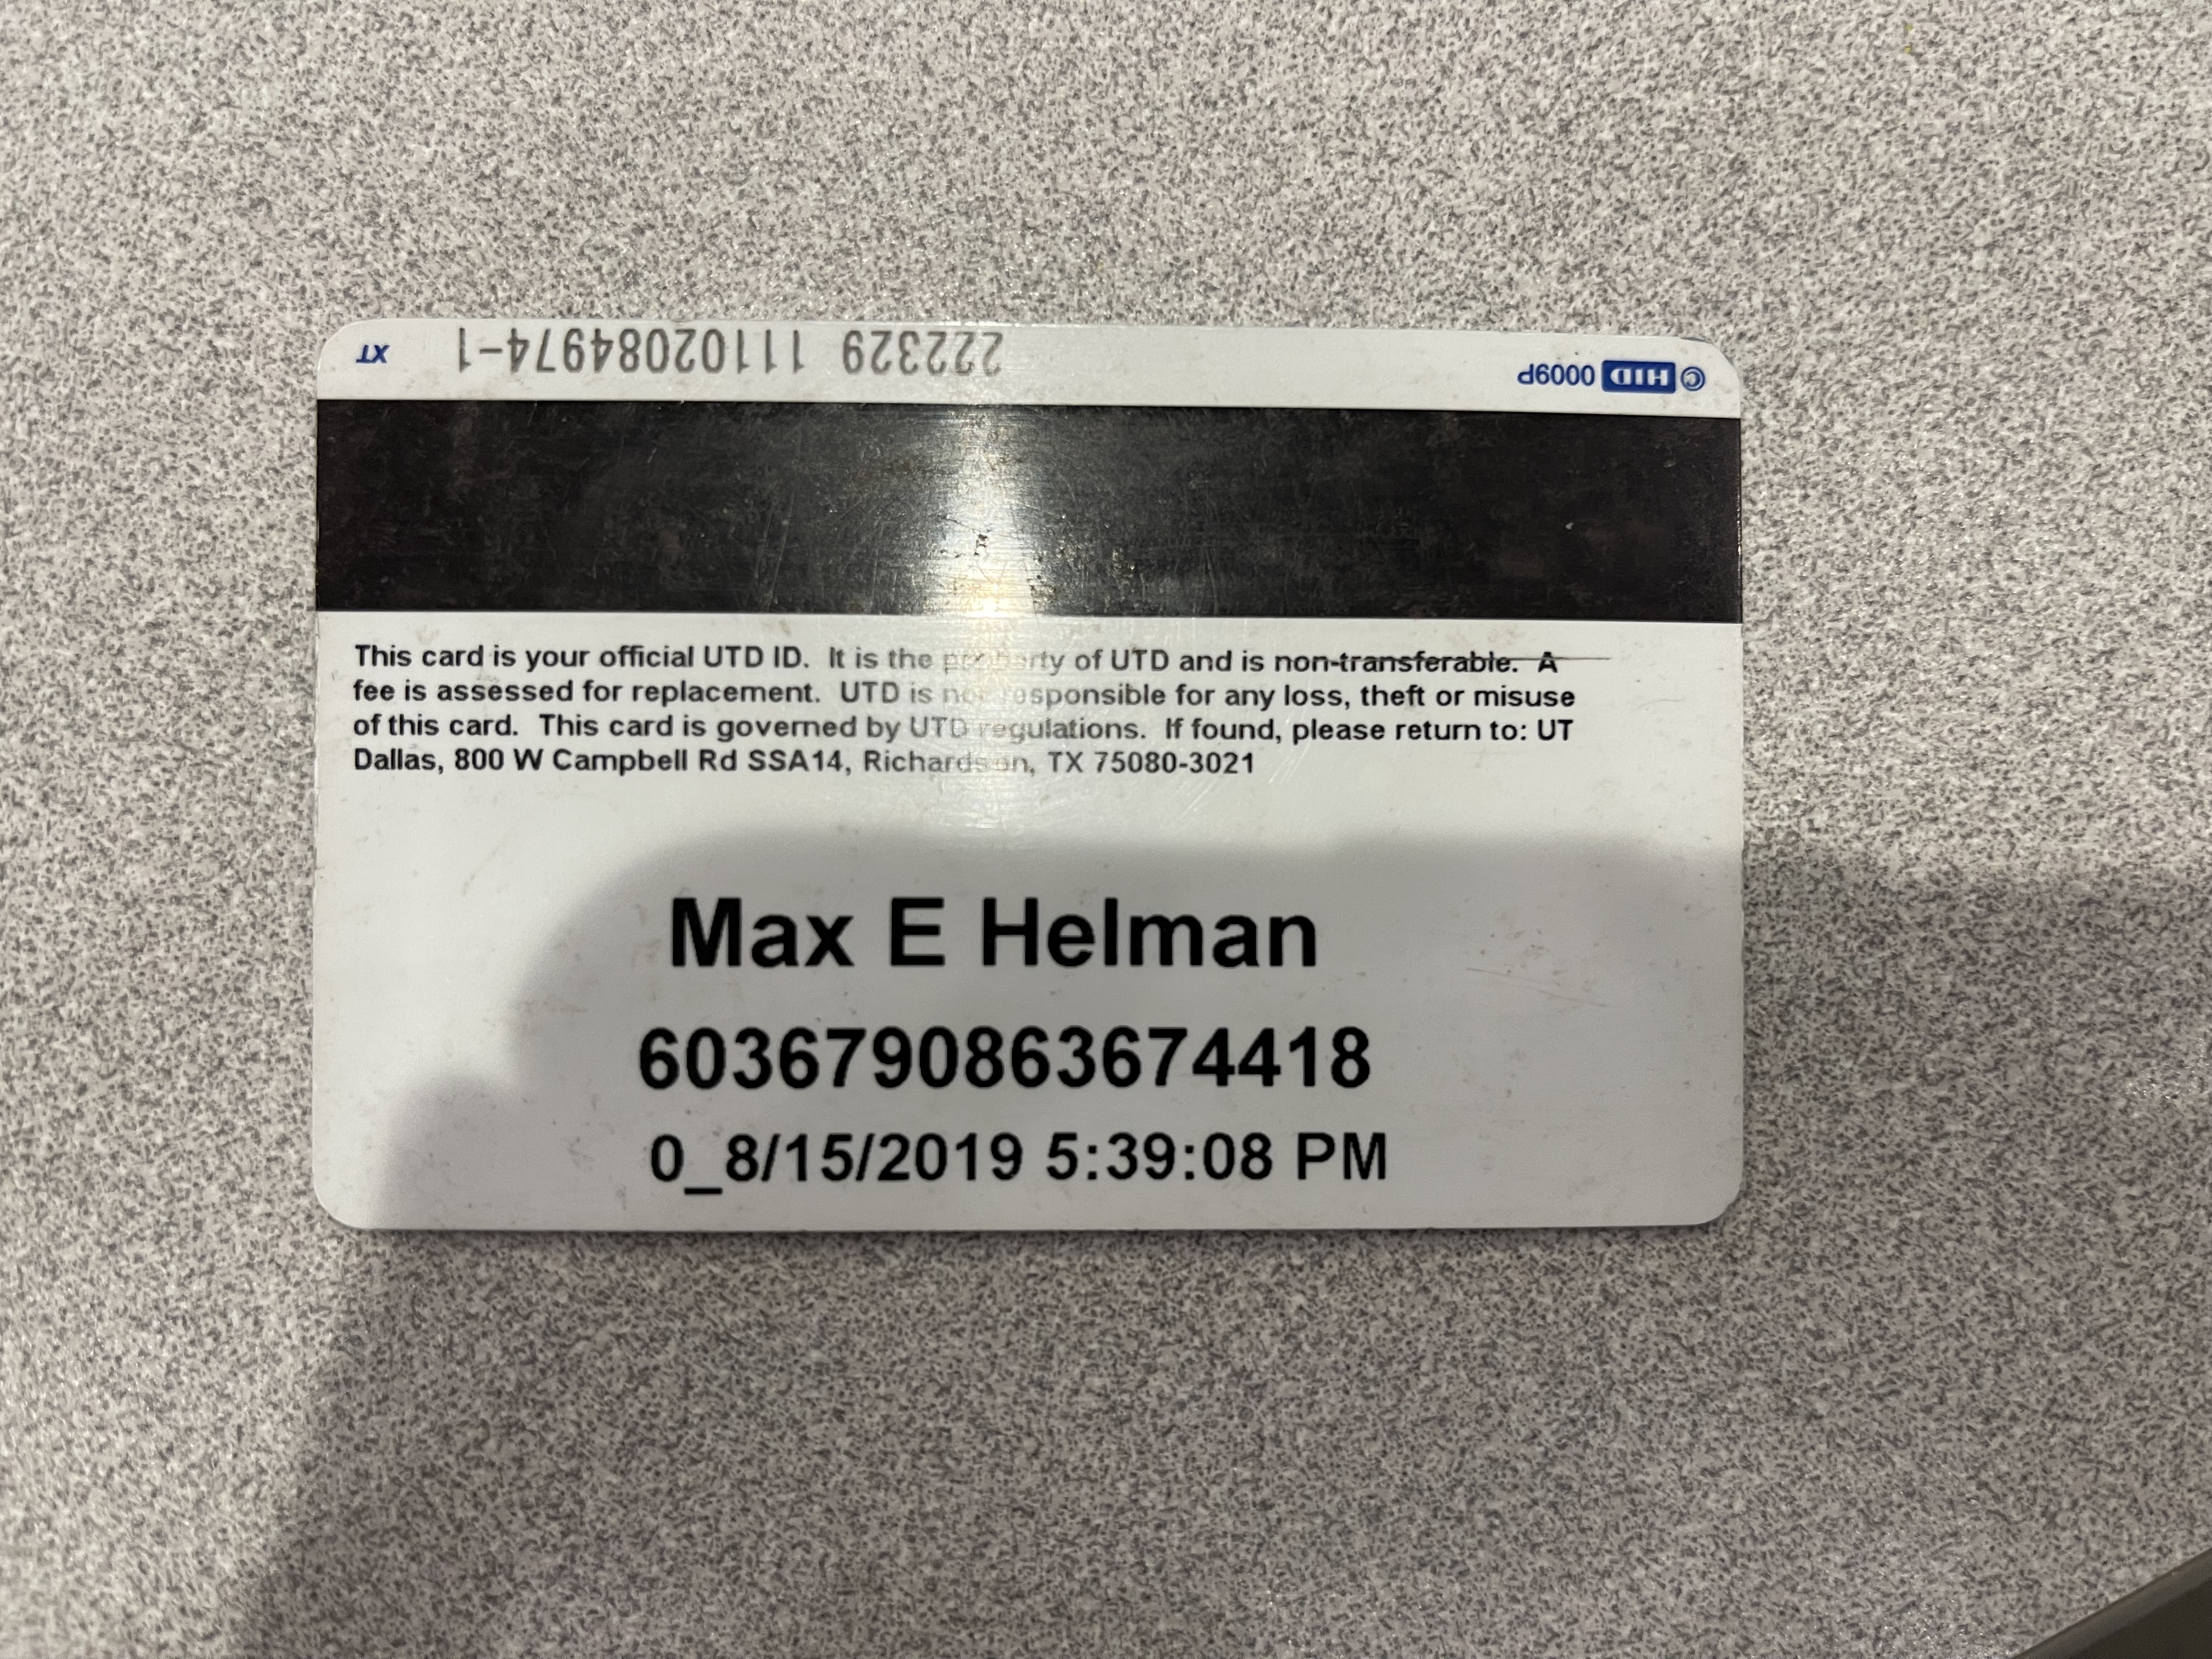 XT 1-474948020111 29322
0009P HID ©
This card is your official UTD ID. It is the property of UTD and is non-transferable. A
fee is assessed for replacement. UTD is not responsible for any loss, theft or misuse
of this card. This card is governed by UTD regulations. If found, please return to: UT
Dallas, 800 W Campbell Rd SSA14, Richardson, TX 75080-3021
Max E Helman
6036790863674418
0_8/15/2019 5:39:08 PM